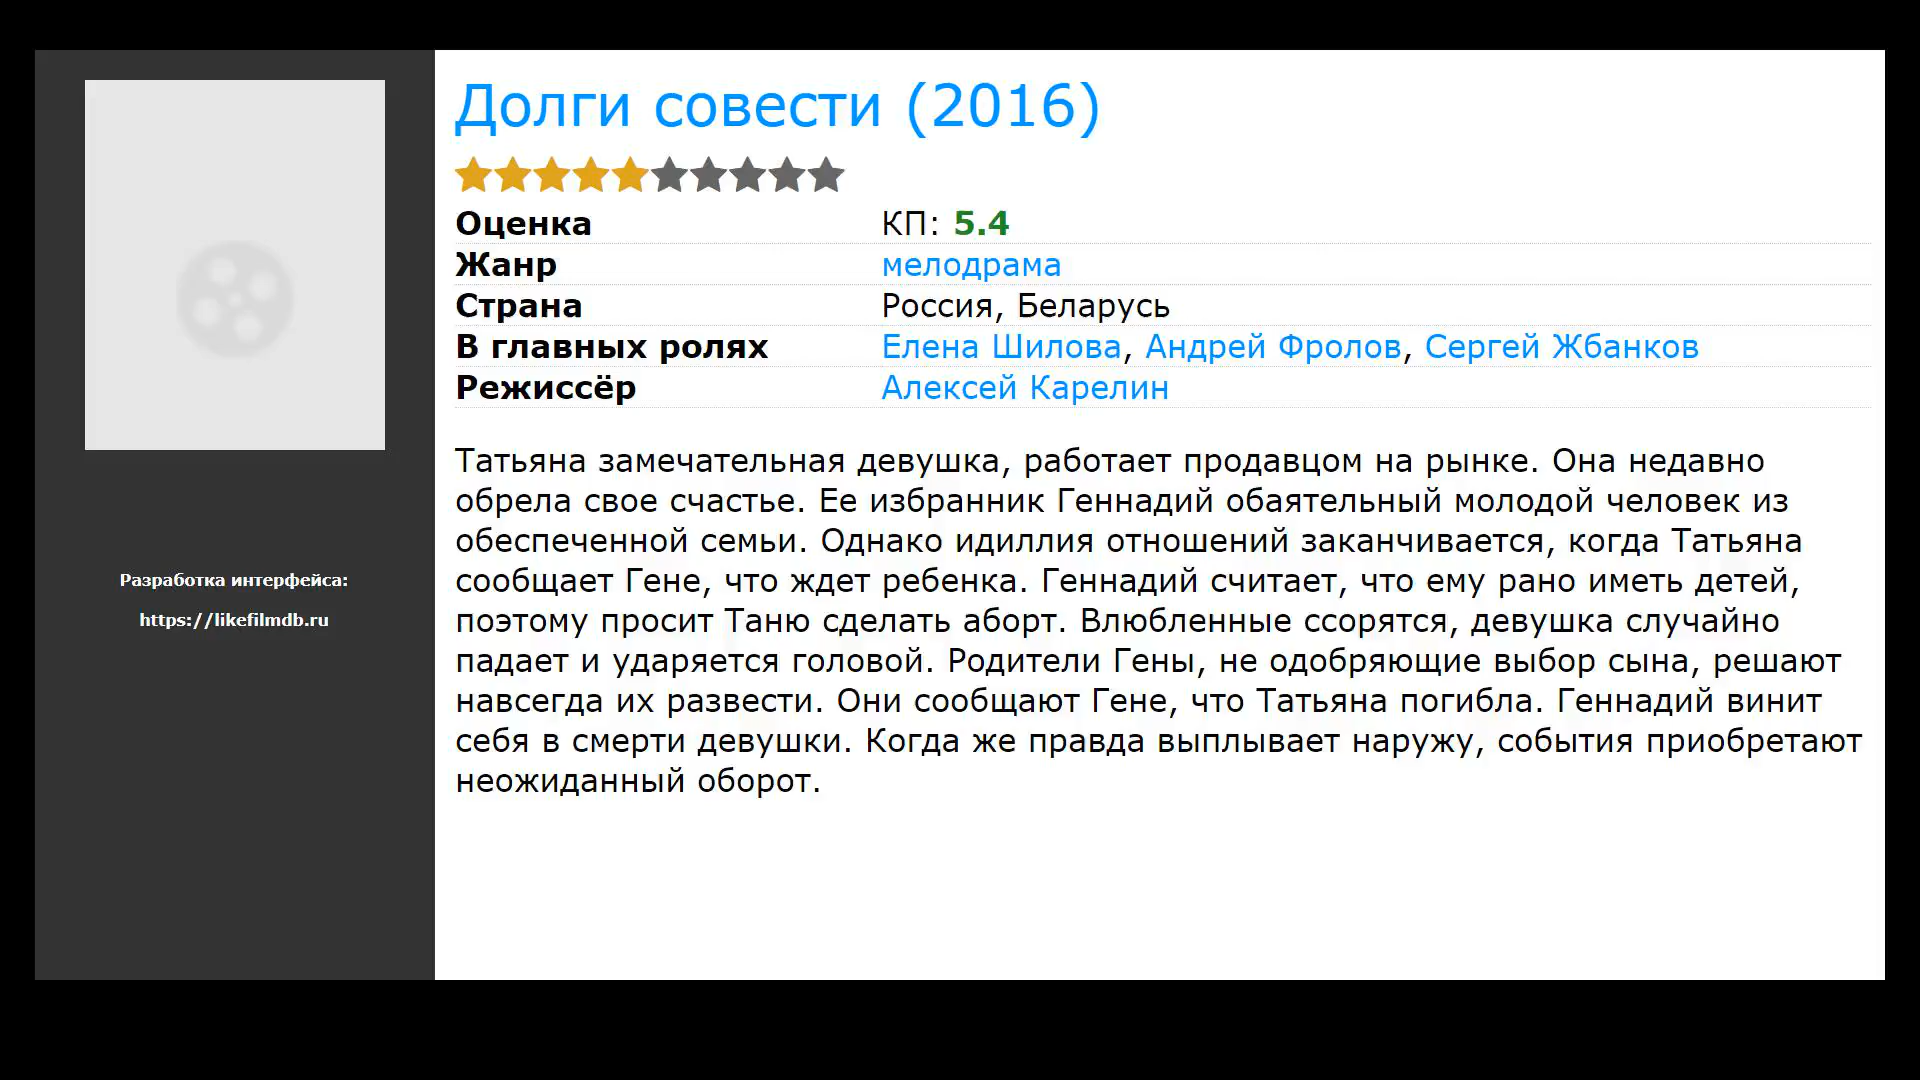 Долги совести (2016)
Оценка КП: 5.4
Жанр мелодрама
Страна Россия, Беларусь
В главных ролях Елена Шилова, Андрей Фролов, Сергей Жбанков
Режиссёр Алексей Карелин
Татьяна замечательная девушка, работает продавцом на рынке. Она недавно
обрела свое счастье. Ее избранник Геннадий обаятельный молодой человек из
обеспеченной семьи. Однако идиллия отношений заканчивается, когда Татьяна
сообщает Гене, что ждет ребенка. Геннадий считает, что ему рано иметь детей,
поэтому просит Таню сделать аборт. Влюбленные ссорятся, девушка случайно
падает и ударяется головой. Родители Гены, не одобряющие выбор сына, решают
навсегда их развести. Они сообщают Гене, что Татьяна погибла. Геннадий винит
себя в смерти девушки. Когда же правда выплывает наружу, события приобретают
неожиданный оборот.
Разработка интерфейса:
https://likefilmdb.ru